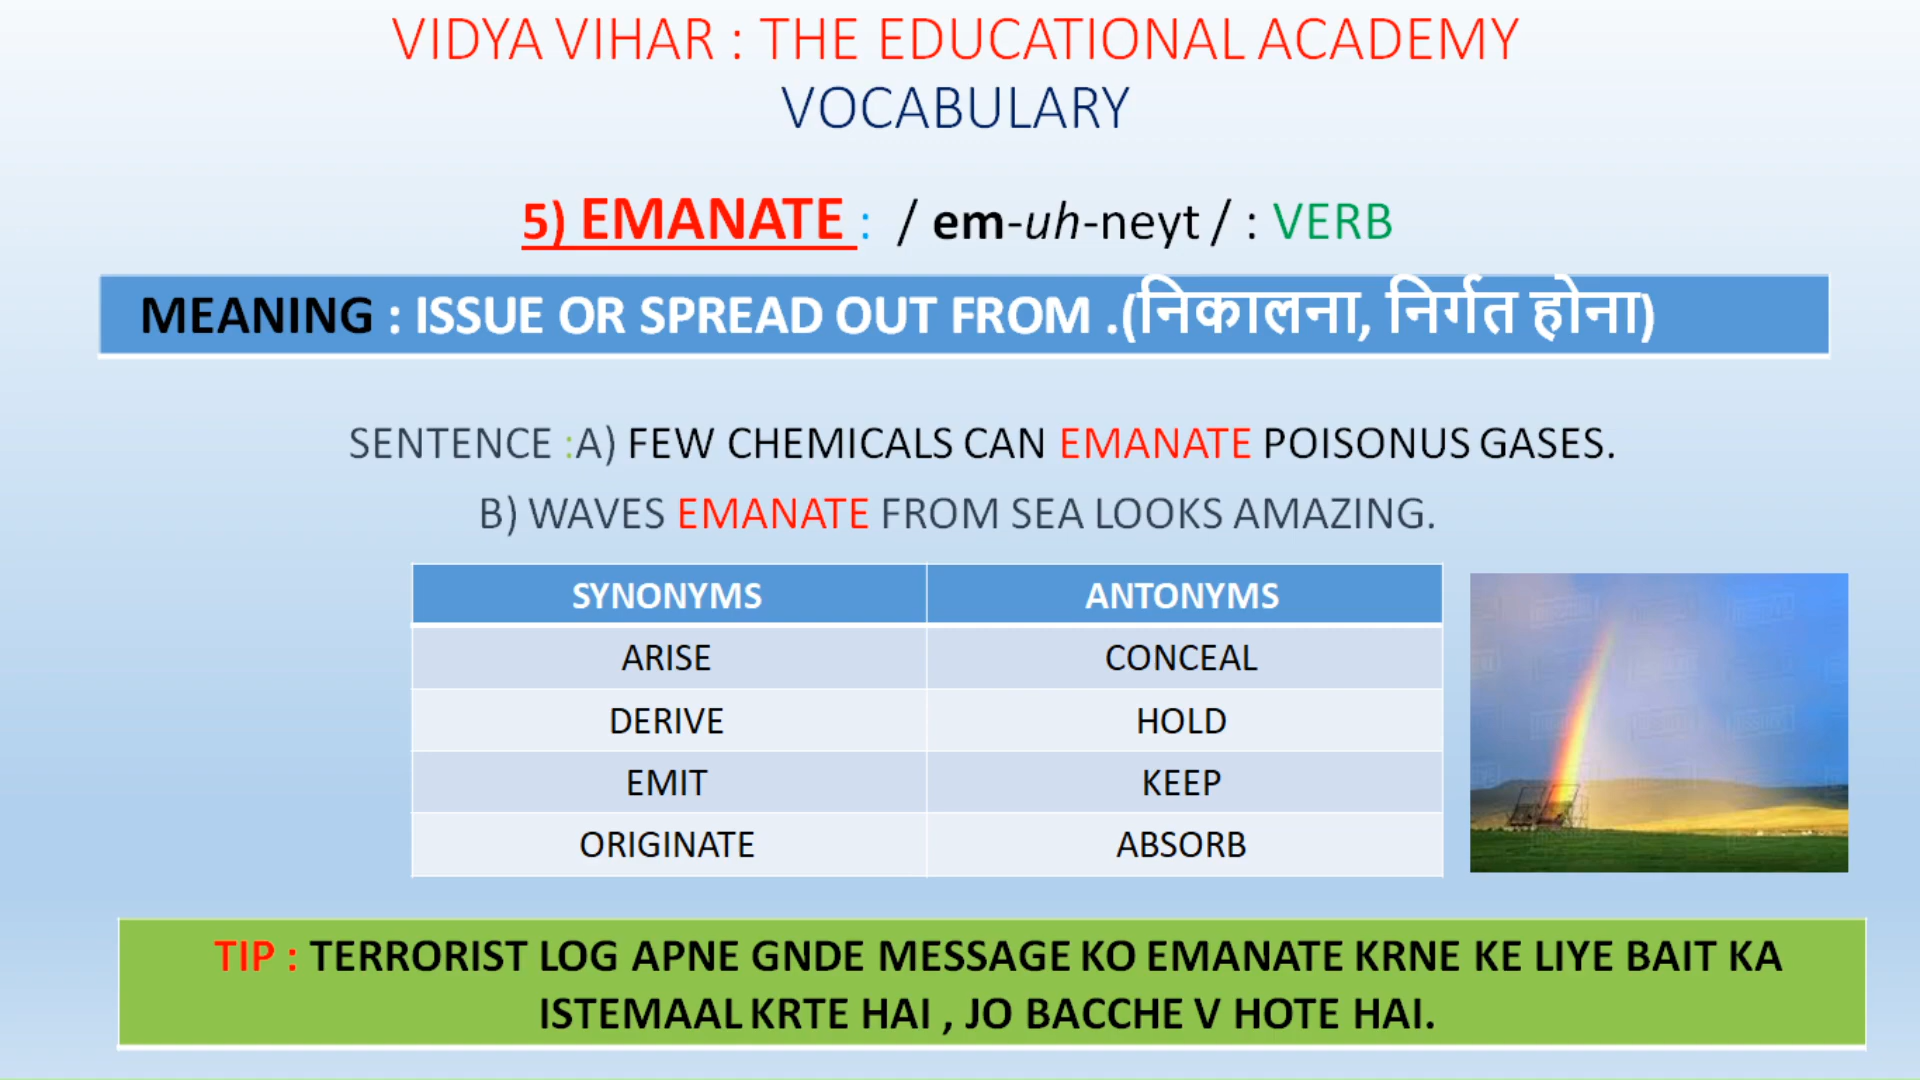 VIDYA VIHAR : THE EDUCATIONAL ACADEMY
VOCABULARY
5) EMANATE : / em-uh-neyt / : VERB
MEANING : ISSUE OR SPREAD OUT FROM .(निकालना, निर्गत होना)
SENTENCE :A) FEW CHEMICALS CAN EMANATE POISONUS GASES.
B) WAVES EMANATE FROM SEA LOOKS AMAZING.
SYNONYMS ANTONYMS
ARISE CONCEAL
DERIVE HOLD
EMIT KEEP
ORIGINATE ABSORB
TIP : TERRORIST LOG APNE GNDE MESSAGE KO EMANATE KRNE KE LIYE BAIT KA
ISTEMAAL KRTE HAI , JO BACCHE V HOTE HAI.